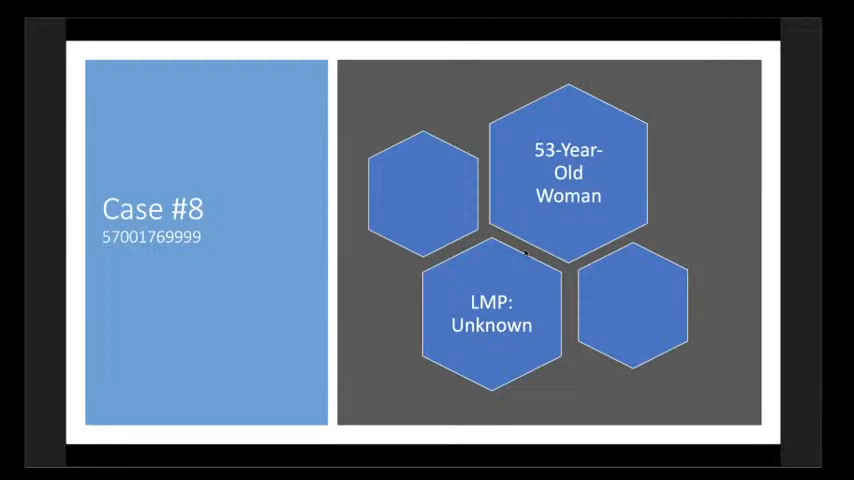 Case #8
57001769999
53-Year-
Old
Woman
LMP:
Unknown